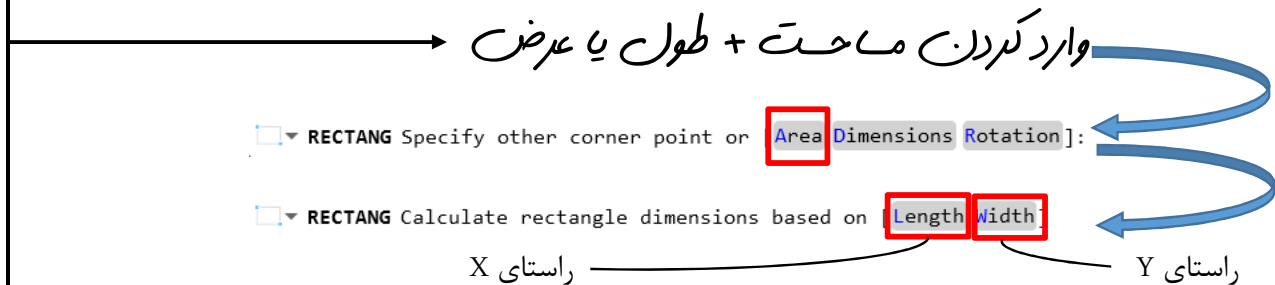 وارد کردن مساحت + طول یا عرض
RECTANG Specify other corner point or [Area Dimensions Rotation]:
RECTANG Calculate rectangle dimensions based on [Length Width]
راستای X
راستای Y